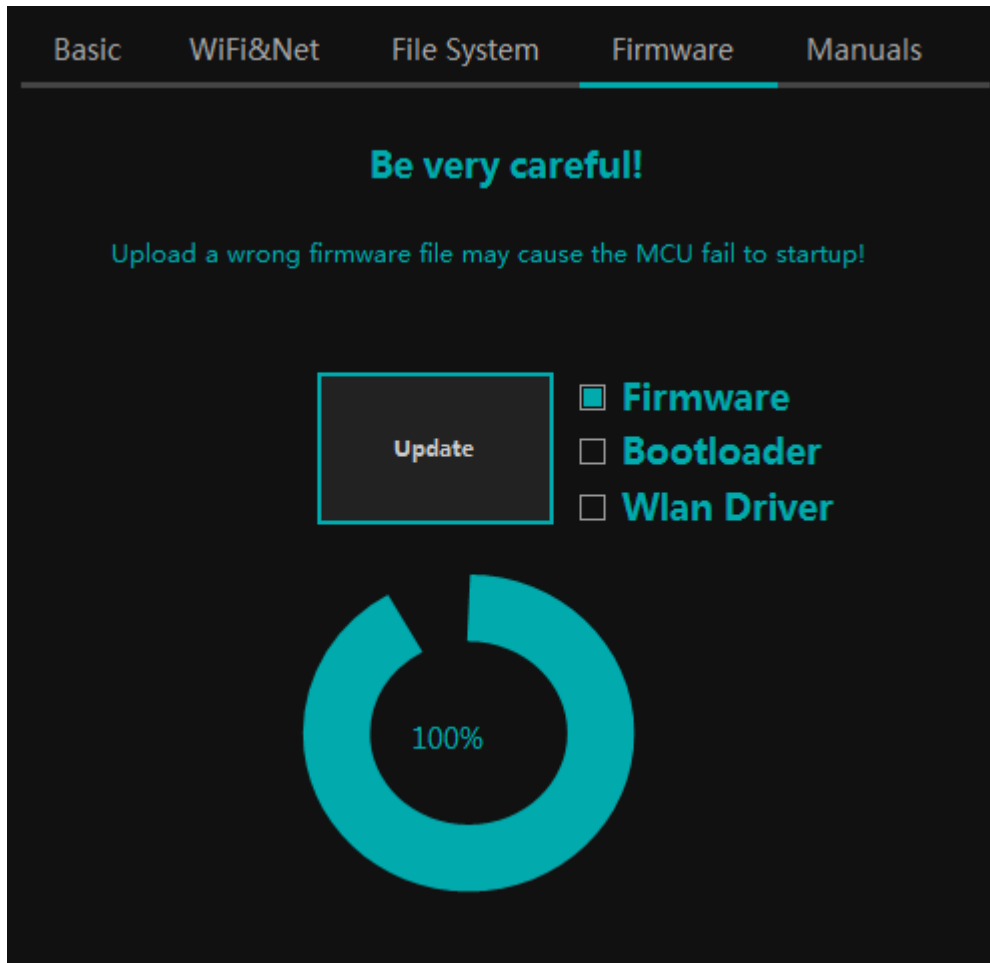 Basic WiFi&Net File System Firmware Manuals
Be very careful!
Upload a wrong firmware file may cause the MCU fail to startup!
Update
Firmware
Bootloader
Wlan Driver
100%